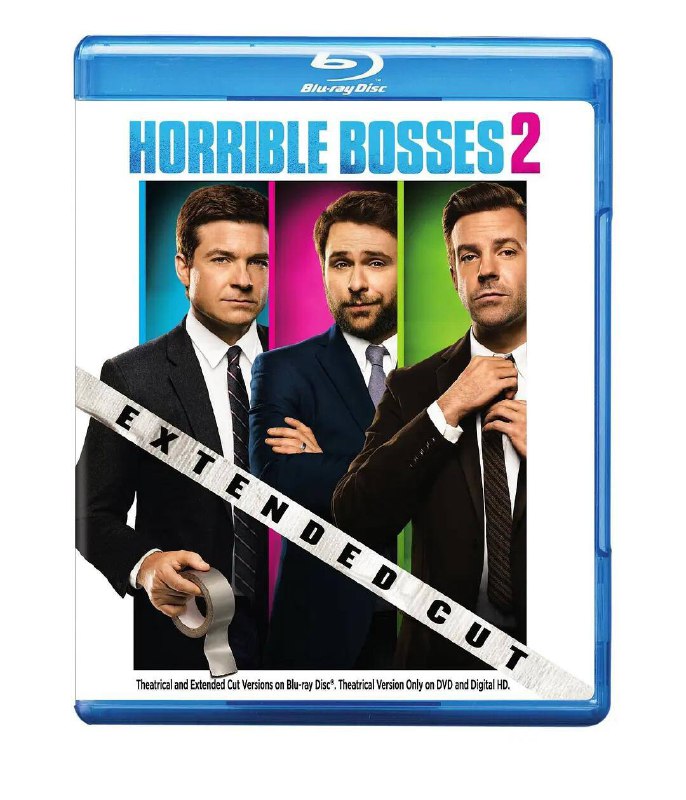 Blu-ray Disc™
HORRIBLE BOSSES 2
EXTENDED CUT
Theatrical and Extended Cut Versions on Blu-ray Disc®. Theatrical Version Only on DVD and Digital HD.